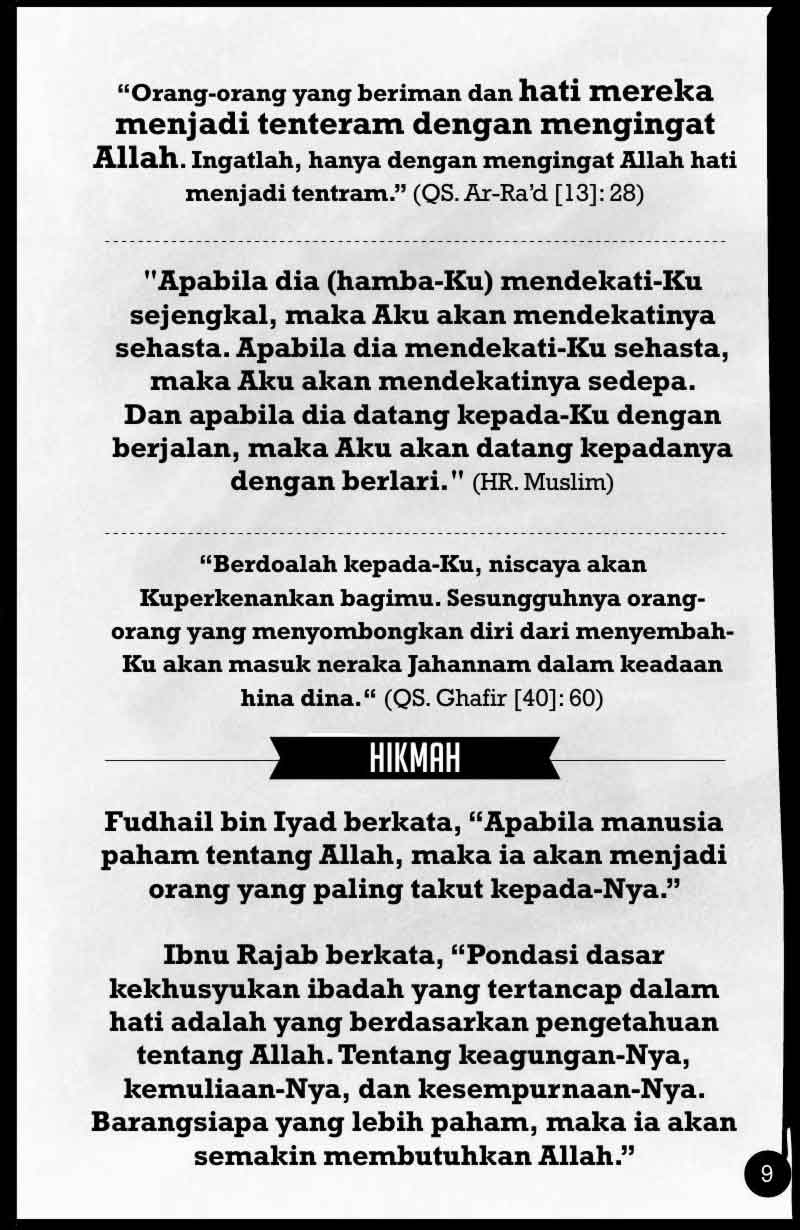 “Orang-orang yang beriman dan hati mereka
menjadi tenteram dengan mengingat
Allah. Ingatlah, hanya dengan mengingat Allah hati
menjadi tentram.” (QS. Ar-Ra’d [13]: 28)
"Apabila dia (hamba-Ku) mendekati-Ku
sejengkal, maka Aku akan mendekatinya
sehasta. Apabila dia mendekati-Ku sehasta,
maka Aku akan mendekatinya sedepa.
Dan apabila dia datang kepada-Ku dengan
berjalan, maka Aku akan datang kepadanya
dengan berlari." (HR. Muslim)
“Berdoalah kepada-Ku, niscaya akan
Kuperkenankan bagimu. Sesungguhnya orang-
orang yang menyombongkan diri dari menyembah-
Ku akan masuk neraka Jahannam dalam keadaan
hina dina.“ (QS. Ghafir [40]: 60)
HIKMAH
Fudhail bin Iyad berkata, “Apabila manusia
paham tentang Allah, maka ia akan menjadi
orang yang paling takut kepada-Nya.”
Ibnu Rajab berkata, “Pondasi dasar
kekhusyukan ibadah yang tertancap dalam
hati adalah yang berdasarkan pengetahuan
tentang Allah. Tentang keagungan-Nya,
kemuliaan-Nya, dan kesempurnaan-Nya.
Barangsiapa yang lebih paham, maka ia akan
semakin membutuhkan Allah.”
9